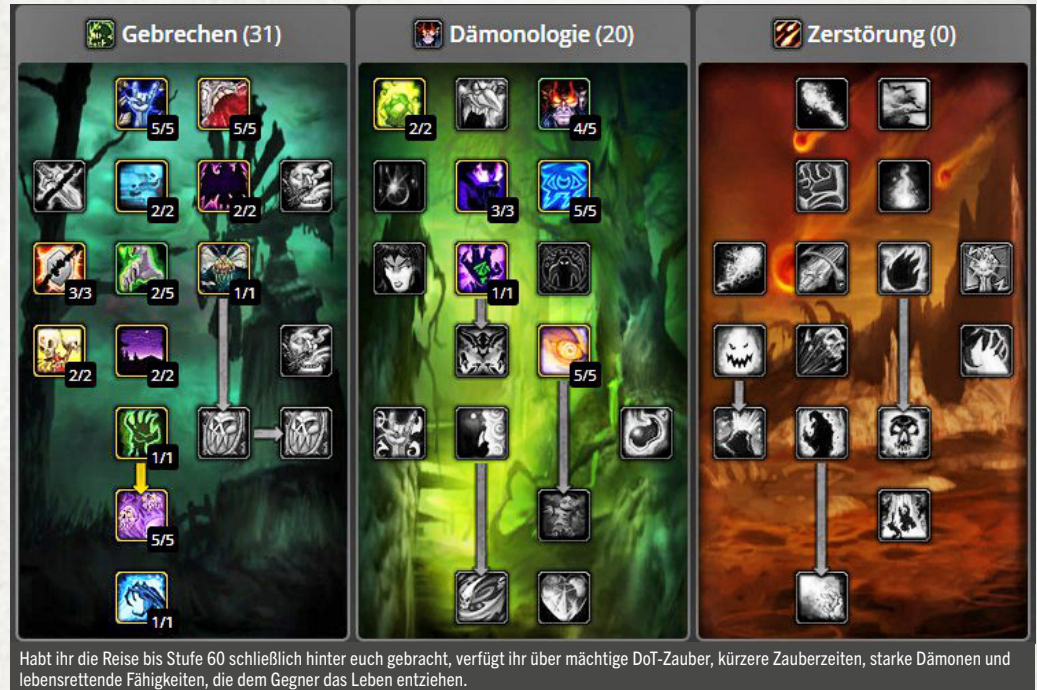 Gebrechen (31)
Dämonologie (20)
Zerstörung (0)
5/5 5/5
2/2 4/5
2/2 2/2
3/3 5/5
3/3 2/5 1/1
1/1
2/2 2/2
5/5
1/1
5/5
1/1
Habt ihr die Reise bis Stufe 60 schließlich hinter euch gebracht, verfügt ihr über mächtige DoT-Zauber, kürzere Zauberzeiten, starke Dämonen und
lebensrettende Fähigkeiten, die dem Gegner das Leben entziehen.